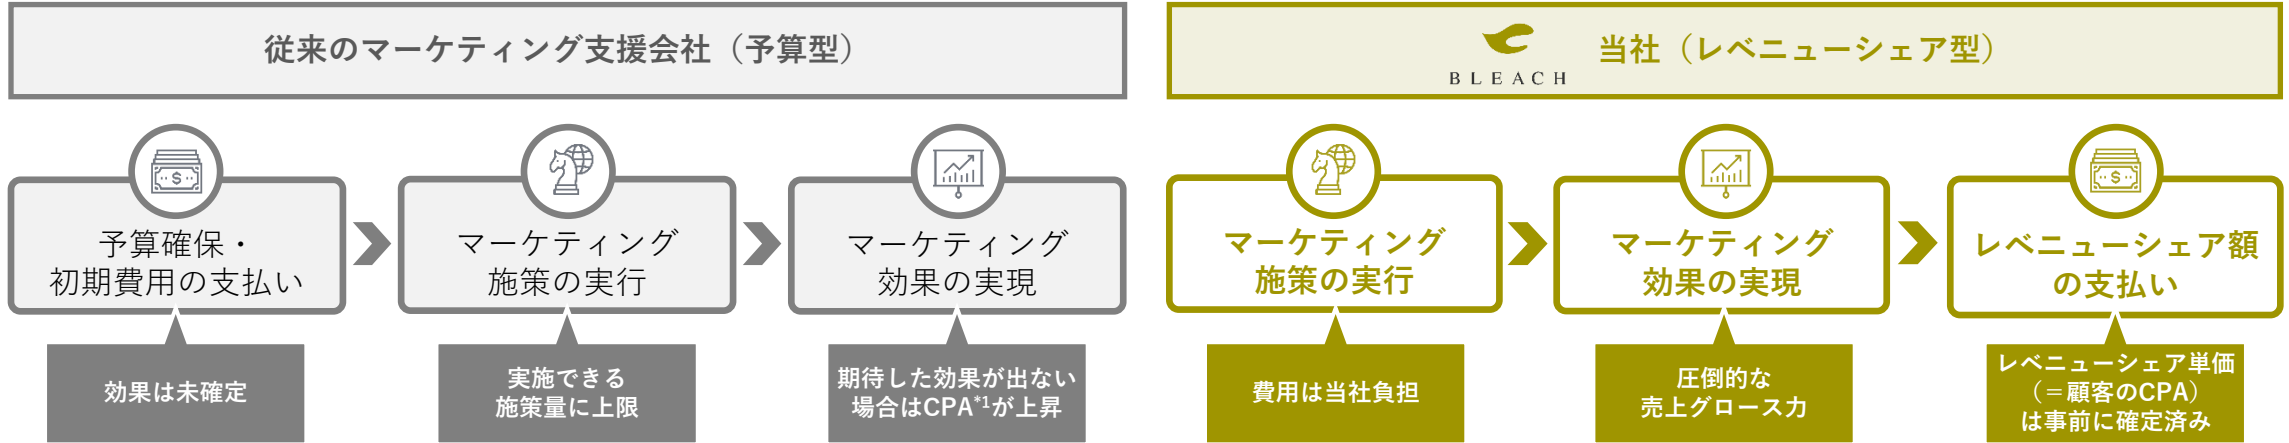 従来のマーケティング支援会社（予算型）
予算確保・
初期費用の支払い
効果は未確定
マーケティング
施策の実行
実施できる
施策量に上限
マーケティング
効果の実現
期待した効果が出ない
場合はCPA*1が上昇
BLEACH
当社（レベニューシェア型）
マーケティング
施策の実行
費用は当社負担
マーケティング
効果の実現
圧倒的な
売上グロース力
レベニューシェア額
の支払い
レベニューシェア単価
（＝顧客のCPA）
は事前に確定済み